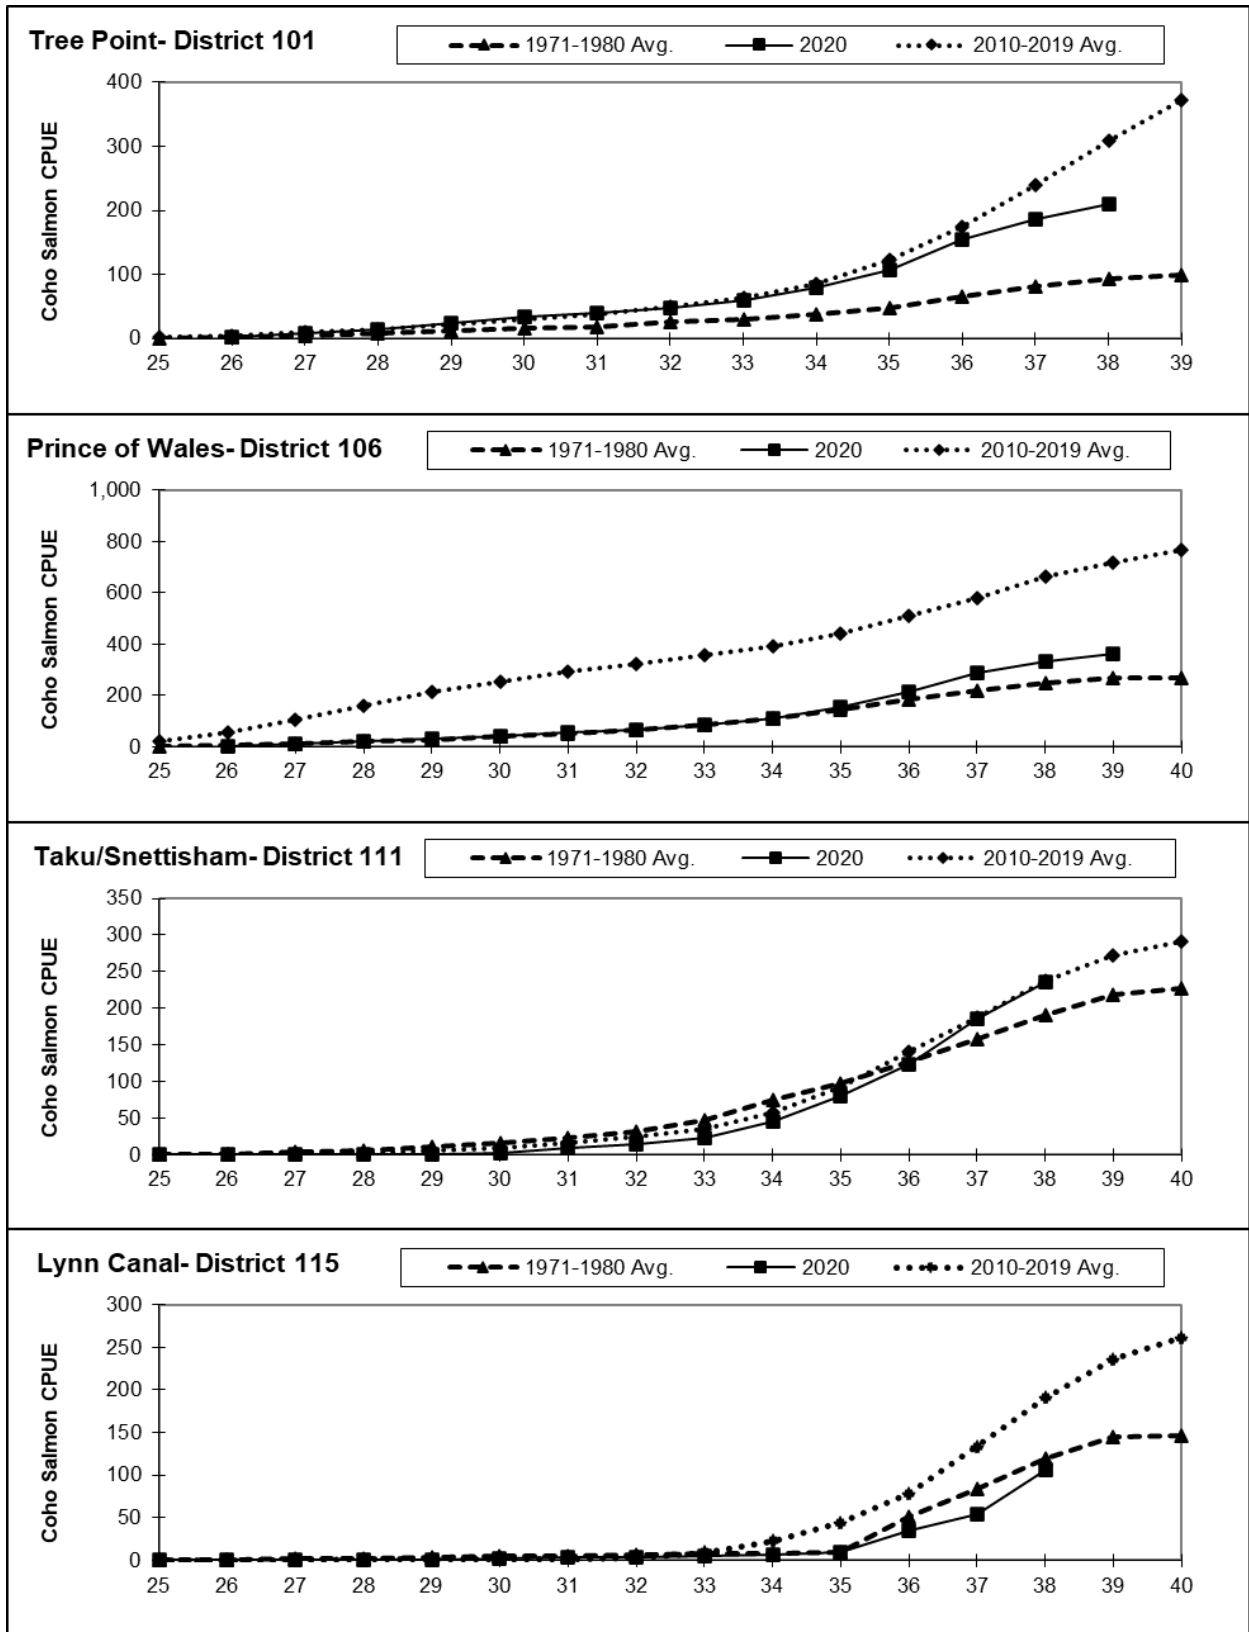 Tree Point- District 101
1971-1980 Avg. 2020 2010-2019 Avg.
Coho Salmon CPUE
400
300
200
100
0
25 26 27 28 29 30 31 32 33 34 35 36 37 38 39
Prince of Wales- District 106
1971-1980 Avg. 2020 2010-2019 Avg.
Coho Salmon CPUE
1,000
800
600
400
200
0
25 26 27 28 29 30 31 32 33 34 35 36 37 38 39 40
Taku/Snettisham- District 111
1971-1980 Avg. 2020 2010-2019 Avg.
Coho Salmon CPUE
350
300
250
200
150
100
50
0
25 26 27 28 29 30 31 32 33 34 35 36 37 38 39 40
Lynn Canal- District 115
1971-1980 Avg. 2020 2010-2019 Avg.
Coho Salmon CPUE
300
250
200
150
100
50
0
25 26 27 28 29 30 31 32 33 34 35 36 37 38 39 40